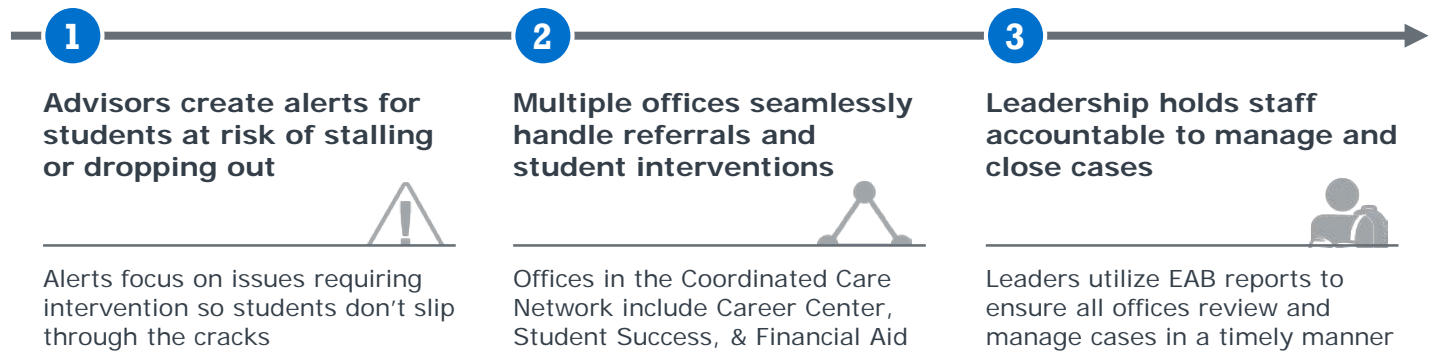 1
Advisors create alerts for
students at risk of stalling
or dropping out
Alerts focus on issues requiring
intervention so students don't slip
through the cracks
2
Multiple offices seamlessly
handle referrals and
student interventions
Offices in the Coordinated Care
Network include Career Center,
Student Success, & Financial Aid
3
Leadership holds staff
accountable to manage and
close cases
Leaders utilize EAB reports to
ensure all offices review and
manage cases in a timely manner